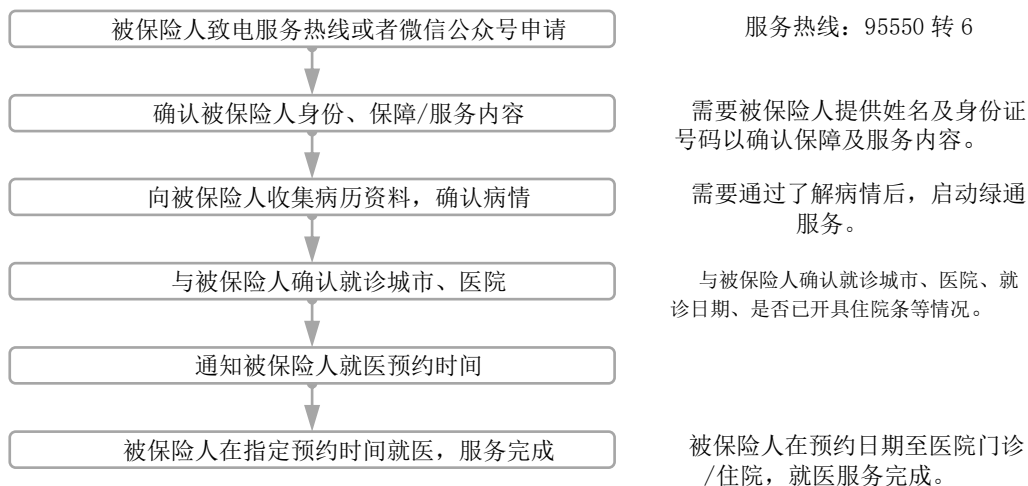 被保险人致电服务热线或者微信公众号申请
服务热线：95550 转 6
确认被保险人身份、保障/服务内容
需要被保险人提供姓名及身份证
号码以确认保障及服务内容。
向被保险人收集病历资料，确认病情
需要通过了解病情后，启动绿通
服务。
与被保险人确认就诊城市、医院
与被保险人确认就诊城市、医院、就
诊日期、是否已开具住院条等情况。
通知被保险人就医预约时间
被保险人在指定预约时间就医，服务完成
被保险人在预约日期至医院门诊
/住院，就医服务完成。